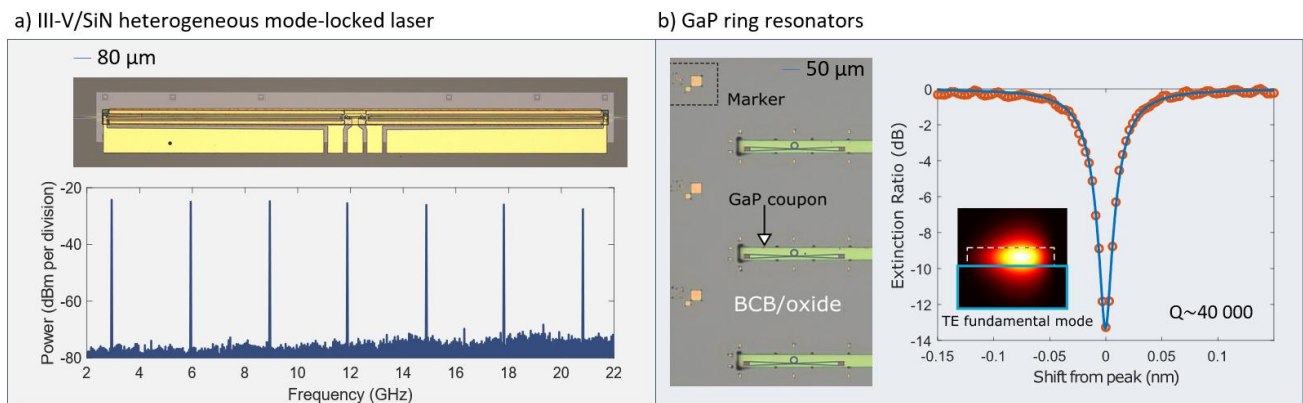 a) III-V/SiN heterogeneous mode-locked laser
80 µm
-20
-40
-60
-80
Power (dBm per division)
2 4 6 8 10 12 14 16 18 20 22
Frequency (GHz)
b) GaP ring resonators
50 µm
Marker
GaP coupon
BCB/oxide
0
-2
-4
-6
-8
-10
-12
-14
Extinction Ratio (dB)
TE fundamental mode
Q~40 000
-0.15 -0.1 -0.05 0 0.05 0.1
Shift from peak (nm)